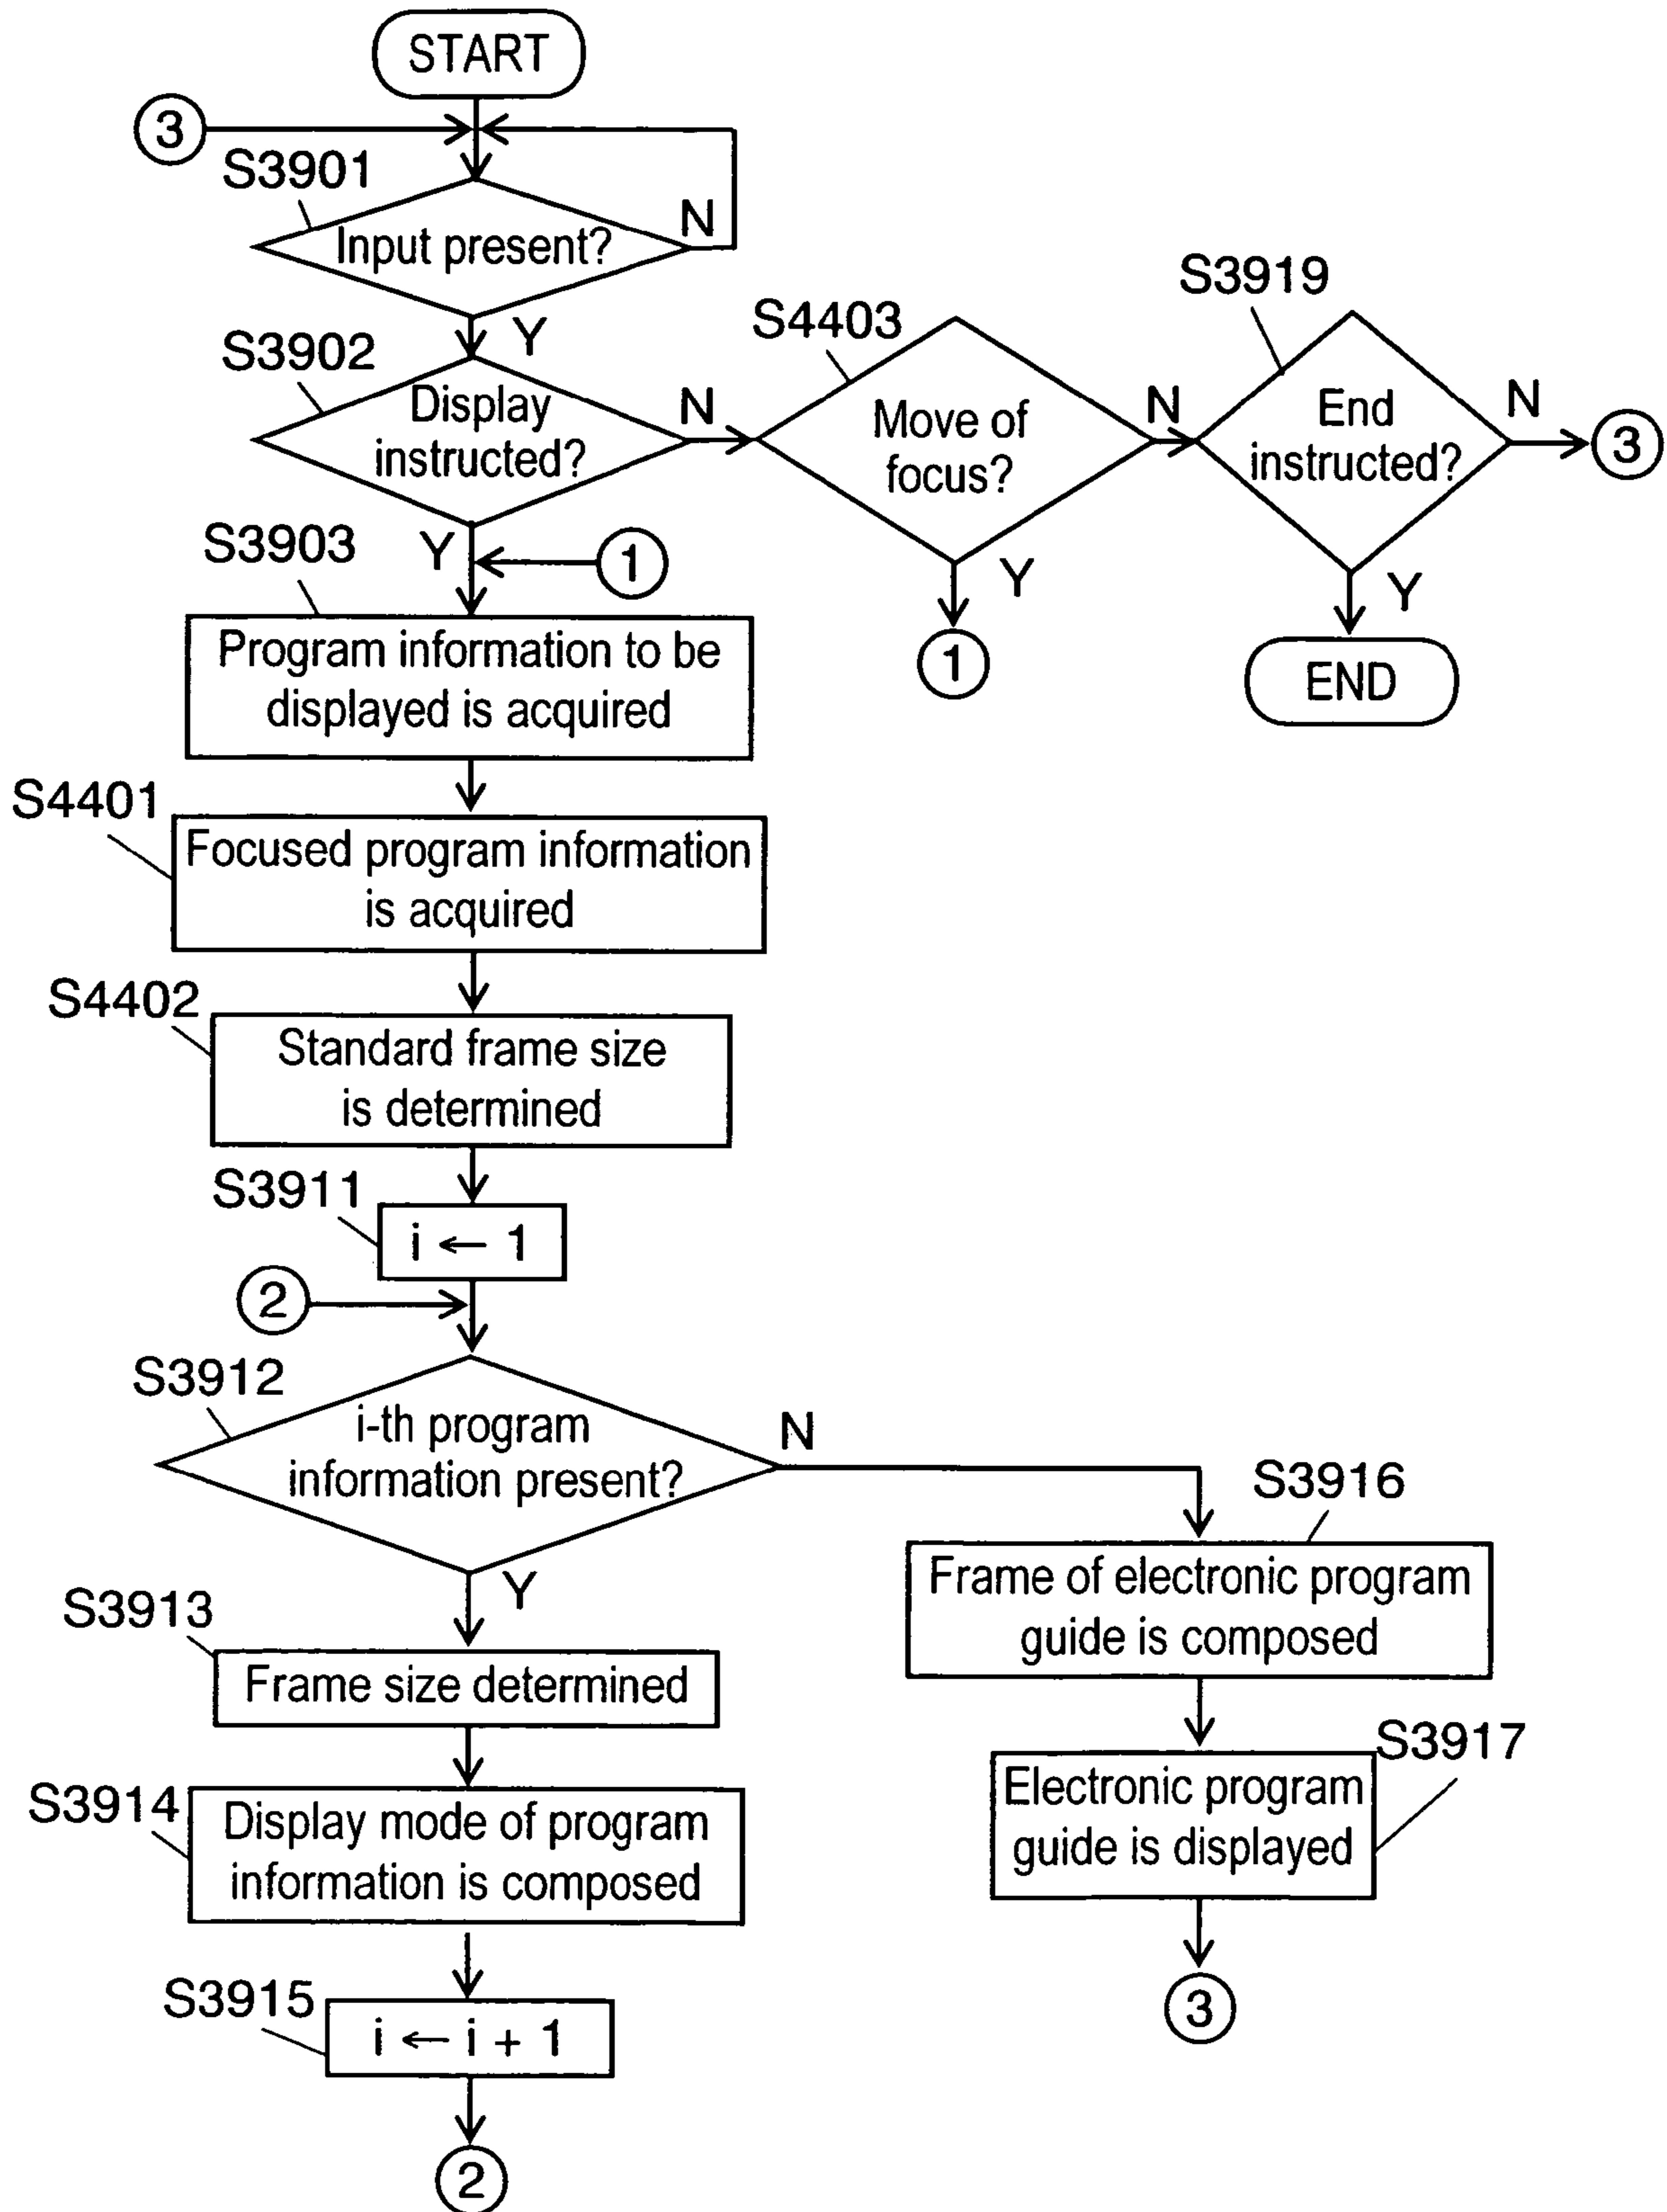 START
3
S3901
N
Input present?
Y
S3902
Display
instructed?
N
S4403
Move of
focus?
N
S3919
End
instructed?
N
3
Y
1
Y
1
Y
END
S3903
Program information to be
displayed is acquired
S4401
Focused program information
is acquired
S4402
Standard frame size
is determined
S3911
i ← 1
2
S3912
i-th program
information present?
N
Y
S3916
Frame of electronic program
guide is composed
S3913
Frame size determined
S3917
Electronic program
guide is displayed
S3914
Display mode of program
information is composed
3
S3915
i ← i + 1
2